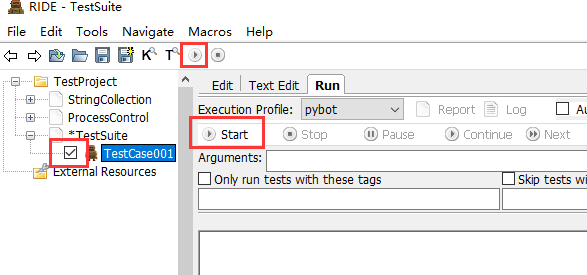 RIDE - TestSuite
File Edit Tools Navigate Macros Help
K T
TestProject
StringCollection
ProcessControl
*TestSuite
TestCase001
External Resources
Edit Text Edit Run
Execution Profile: pybot Report Log Au
Start Stop Pause Continue Next
Arguments:
Only run tests with these tags Skip tests wi